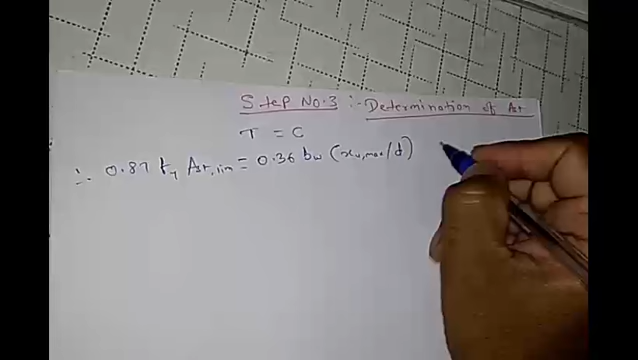 Step No.3 :- Determination of Ast
T = C
∴ 0.87 fy Ast,lim = 0.36 bw (xu,max/d)